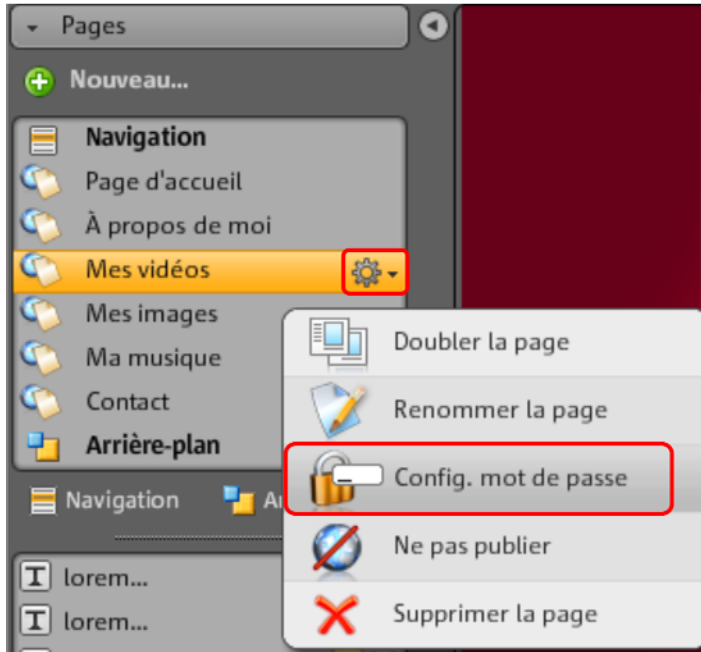 Pages
Nouveau...
Navigation
Page d'accueil
À propos de moi
Mes vidéos
Mes images
Ma musique
Contact
Arrière-plan
Doubler la page
Renommer la page
Config. mot de passe
Ne pas publier
Supprimer la page
Navigation
T lorem...
T lorem...